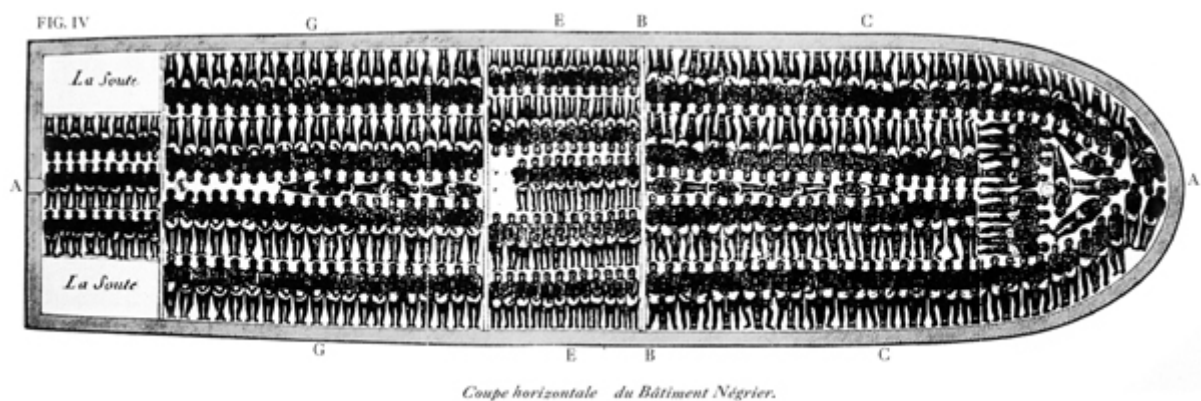 FIG. IV
G E B C
La Soute
A A
La Soute
G E B C
Coupe horizontale du Bâtiment Négrier.